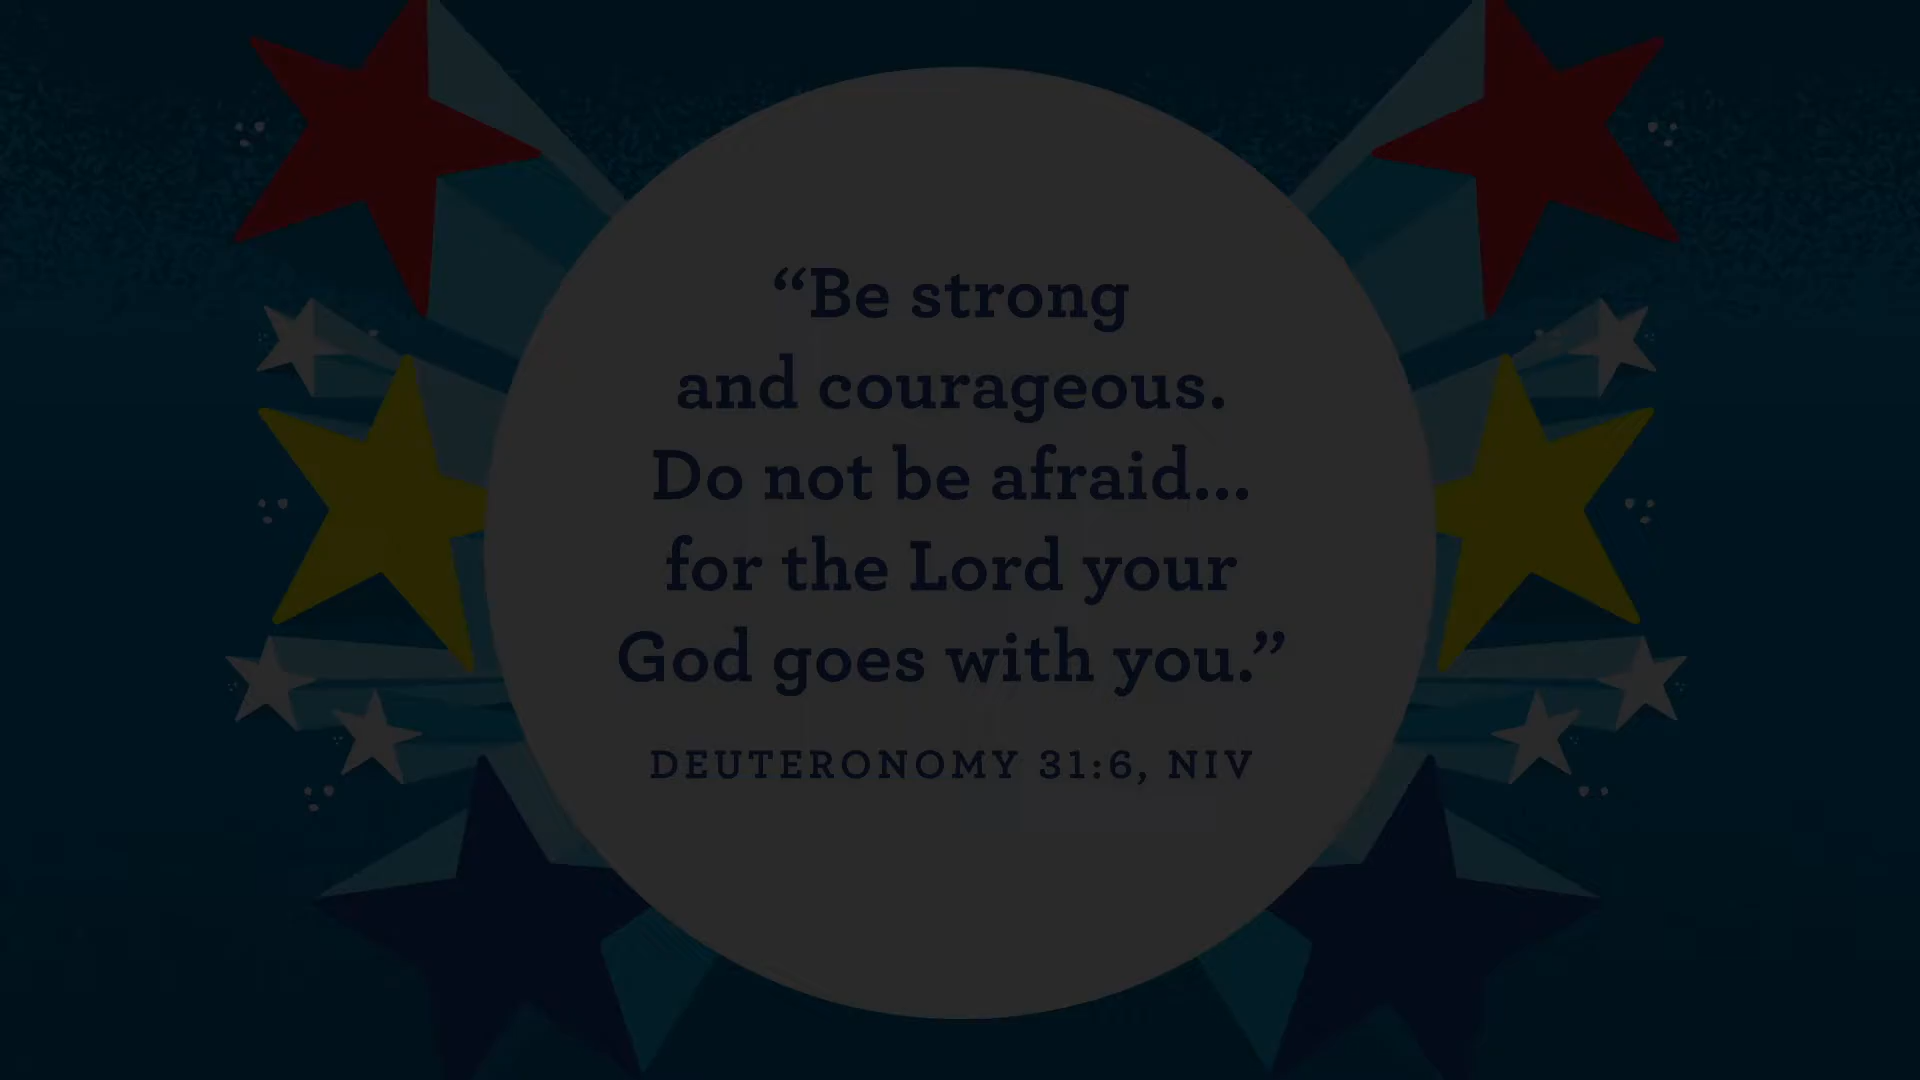 “Be strong
and courageous.
Do not be afraid...
for the Lord your
God goes with you.”
DEUTERONOMY 31:6, NIV